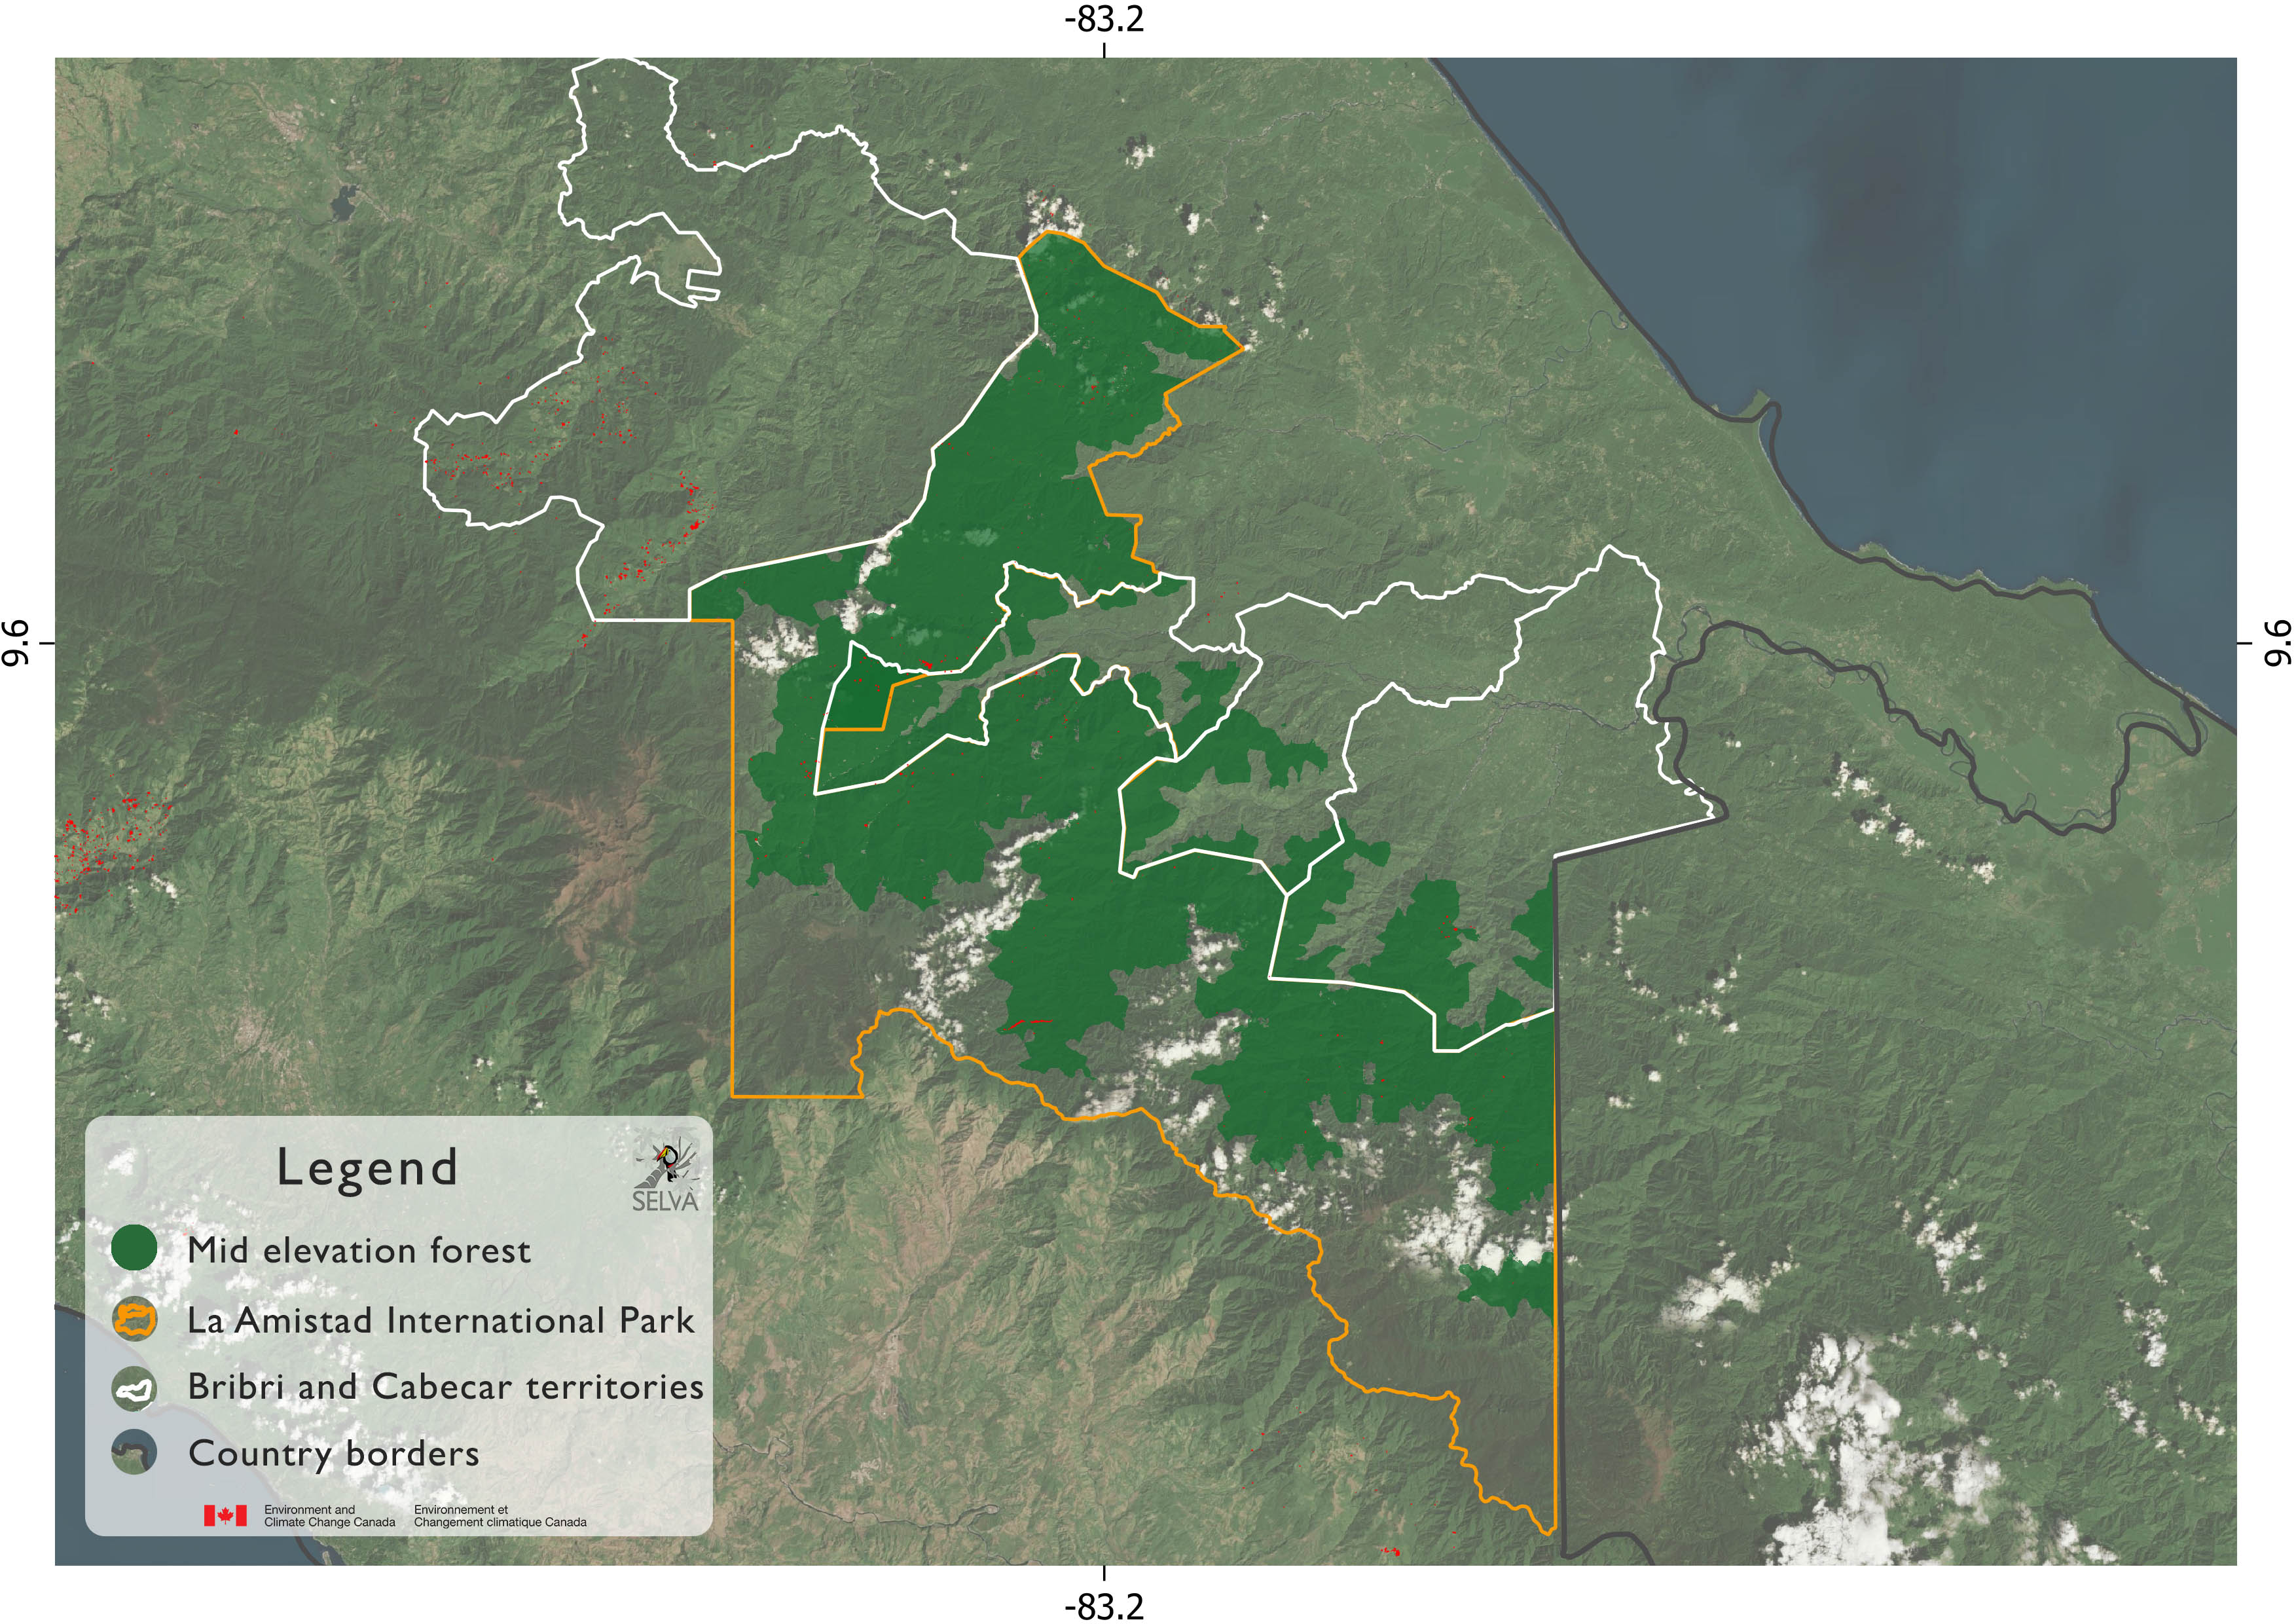 -83.2
9.6
9.6
Legend
SELVÀ
Mid elevation forest
La Amistad International Park
Bribri and Cabecar territories
Country borders
Environment and
Climate Change Canada
Environnement et
Changement climatique Canada
-83.2